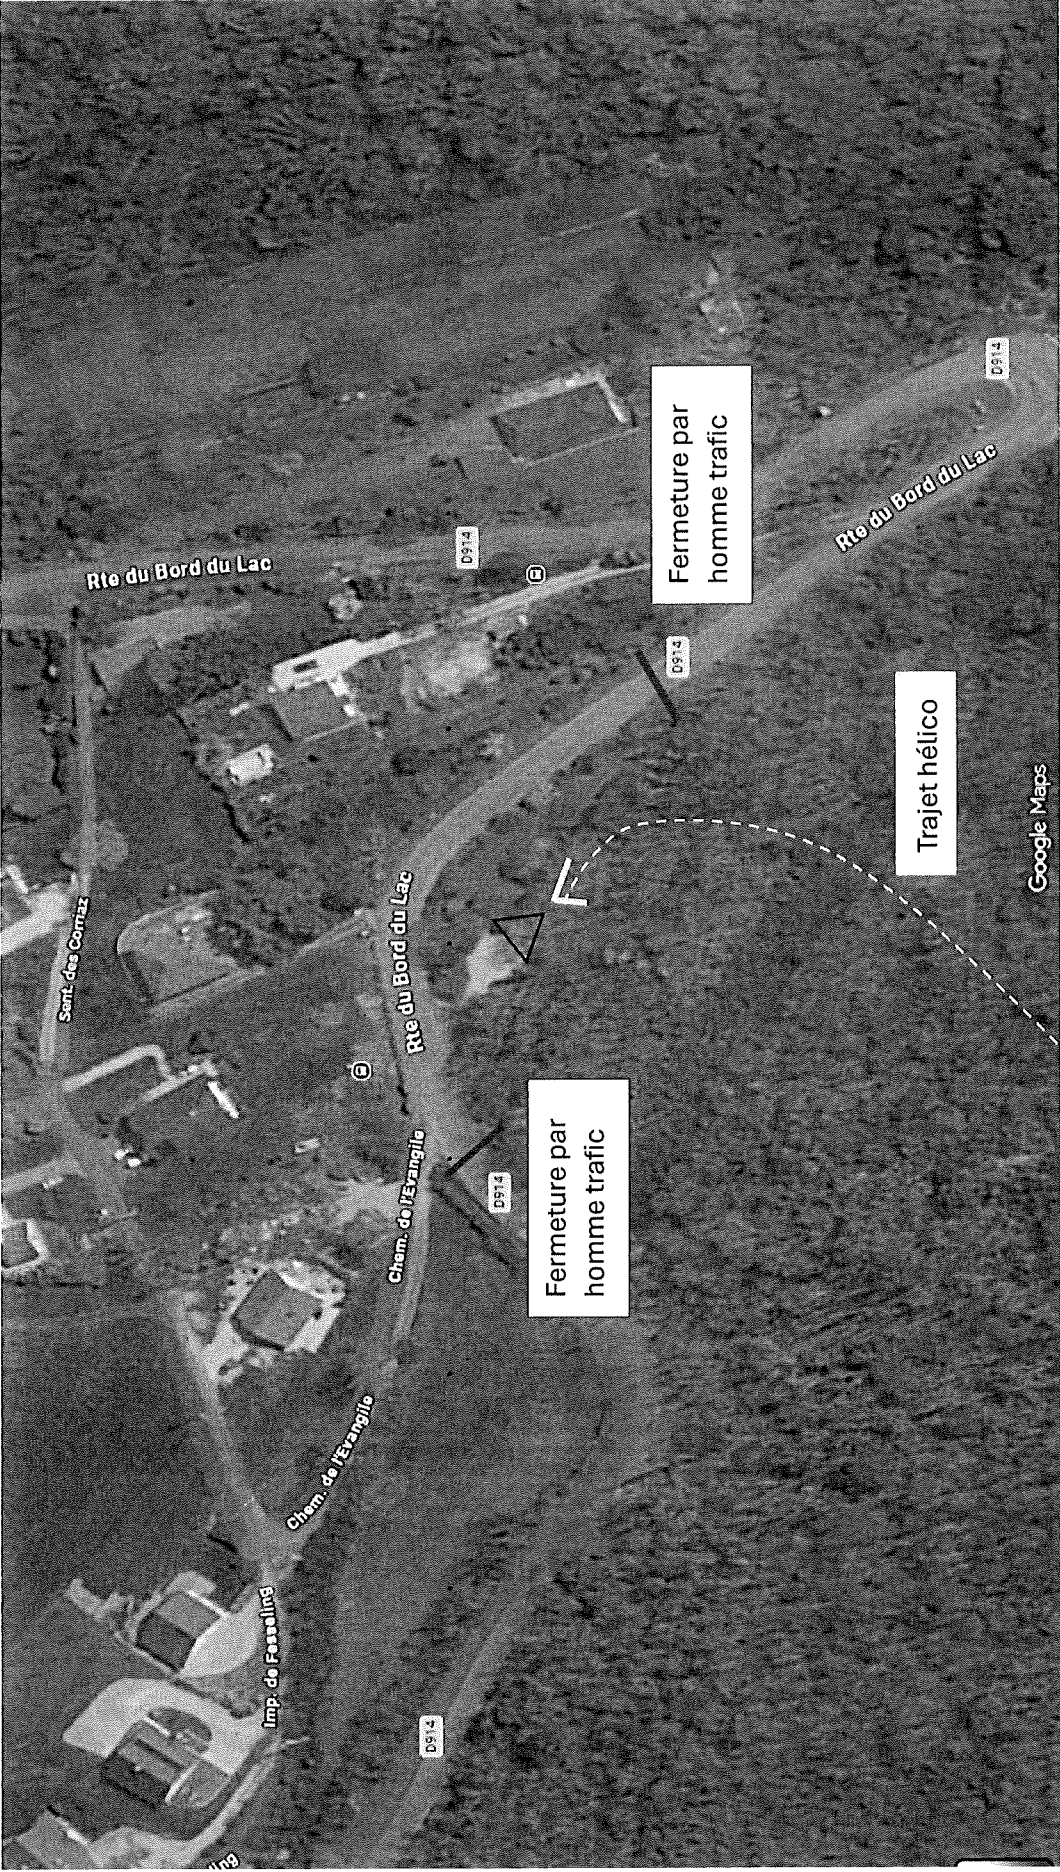 Sent. des Cornaz
Rte du Bord du Lac
D914
Fermeture par
homme trafic
D914
Rte du Bord du Lac
D914
Rte du Bord du Lac
Trajet hélico
Chem. de l'Evangile
D914
Fermeture par
homme trafic
Chem. de l'Evangile
Imp. de Fesseling
D914
Google Maps